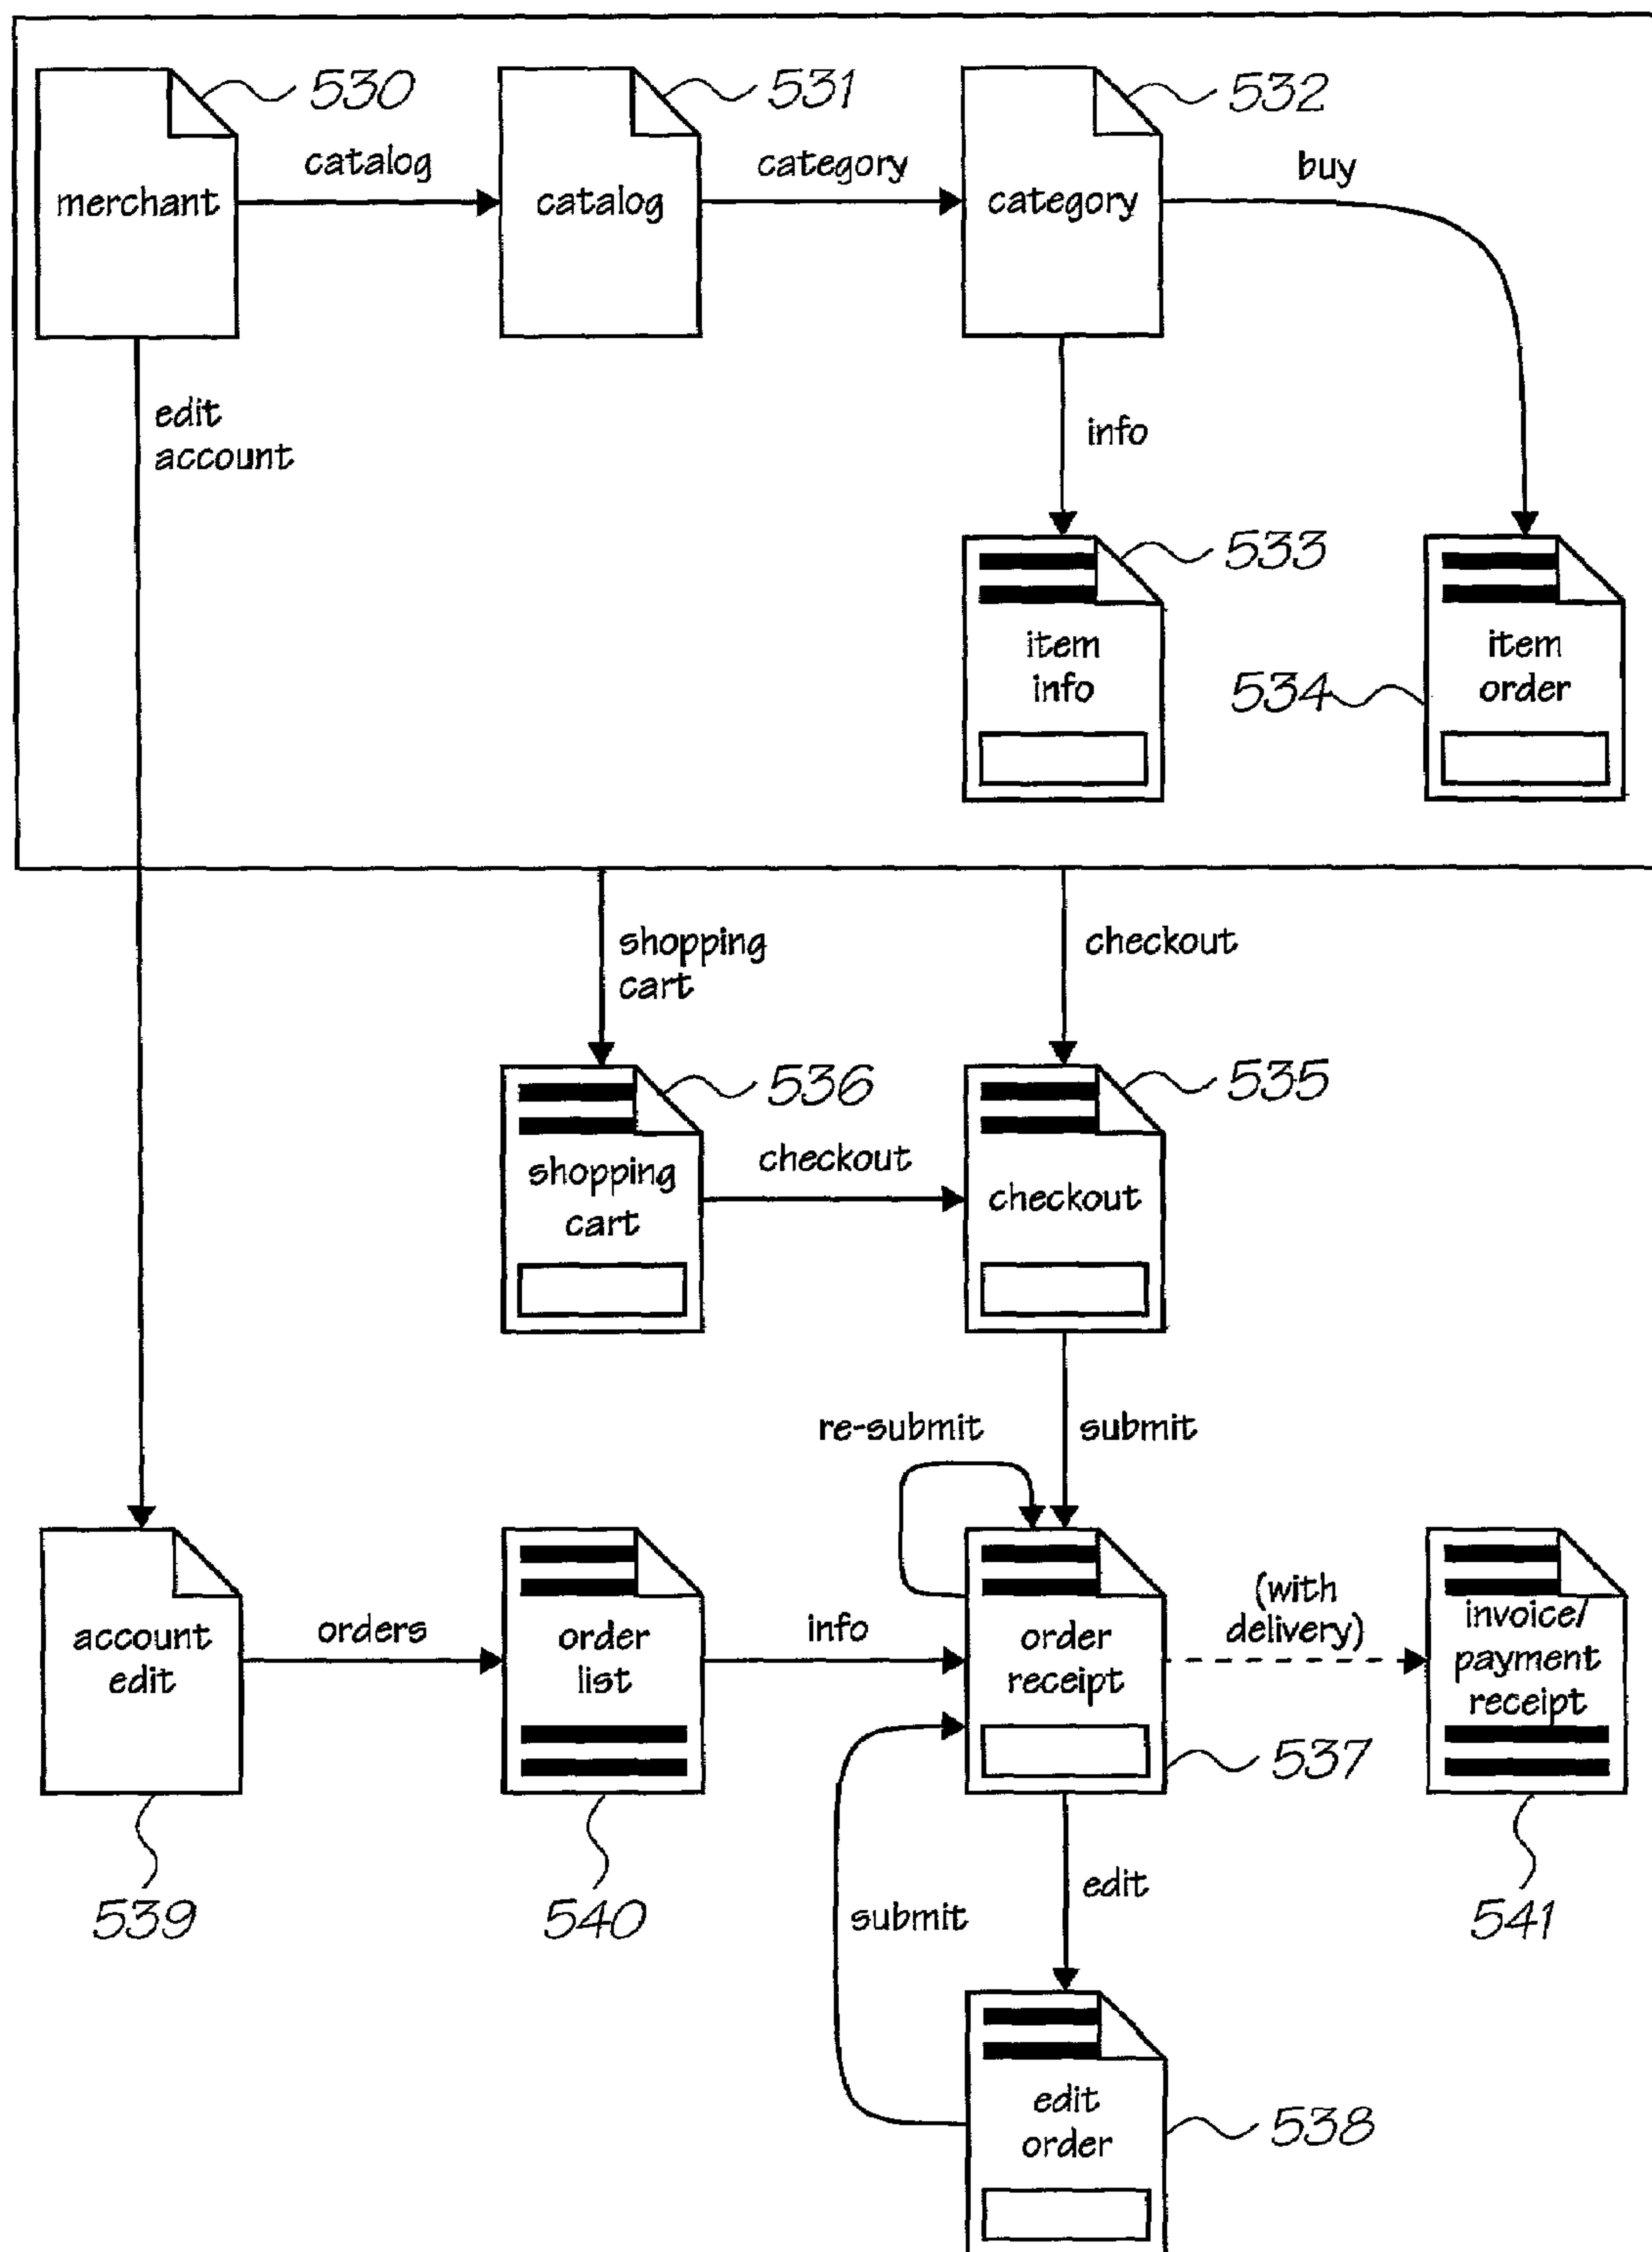 530
531
532
catalog
category
buy
merchant
catalog
category
edit
account
info
533
item
info
534
item
order
shopping
cart
checkout
536
535
shopping
cart
checkout
checkout
re-submit
submit
account
edit
orders
order
list
info
order
receipt
(with
delivery)
invoice/
payment
receipt
537
539
540
submit
edit
541
edit
order
538